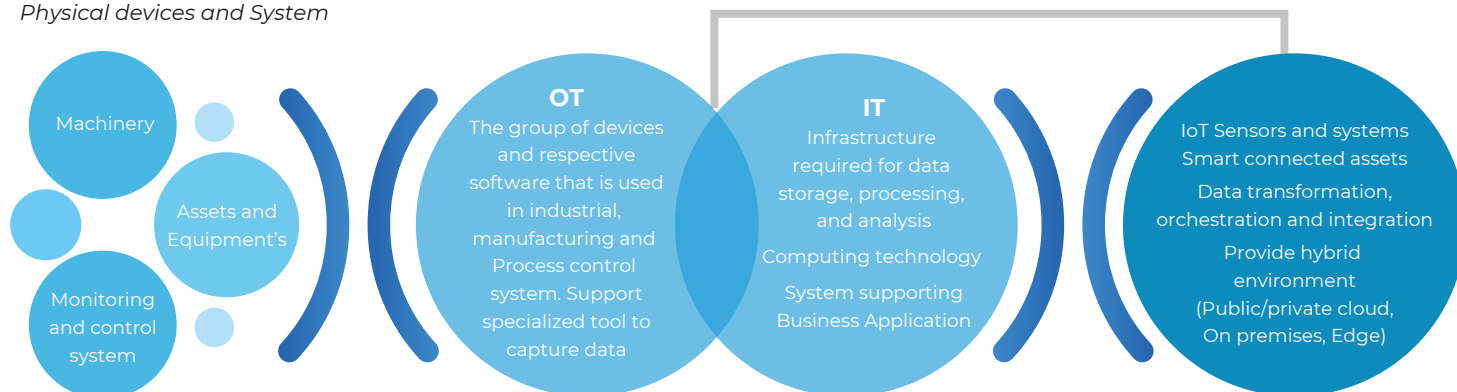 Physical devices and System
Machinery
Assets and
Equipment's
Monitoring
and control
system
OT
The group of devices
and respective
software that is used
in industrial,
manufacturing and
Process control
system. Support
specialized tool to
capture data
IT
Infrastructure
required for data
storage, processing,
and analysis
Computing technology
System supporting
Business Application
IoT Sensors and systems
Smart connected assets
Data transformation,
orchestration and integration
Provide hybrid
environment
(Public/private cloud,
On premises, Edge)